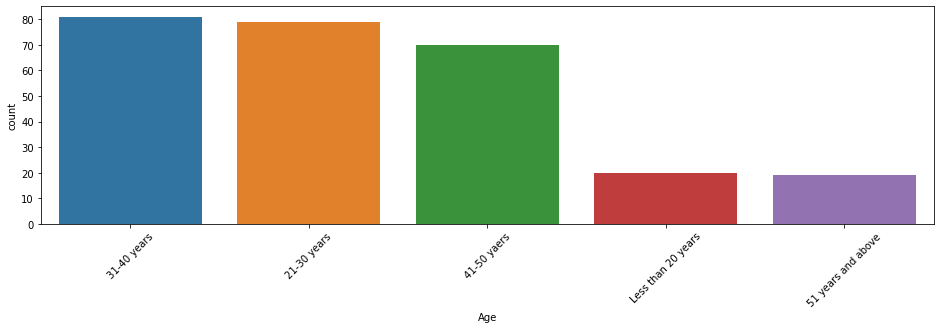 80
70
60
50
40
30
20
10
0
count
31-40 years
21-30 years
41-50 yaers
Less than 20 years
51 years and above
Age